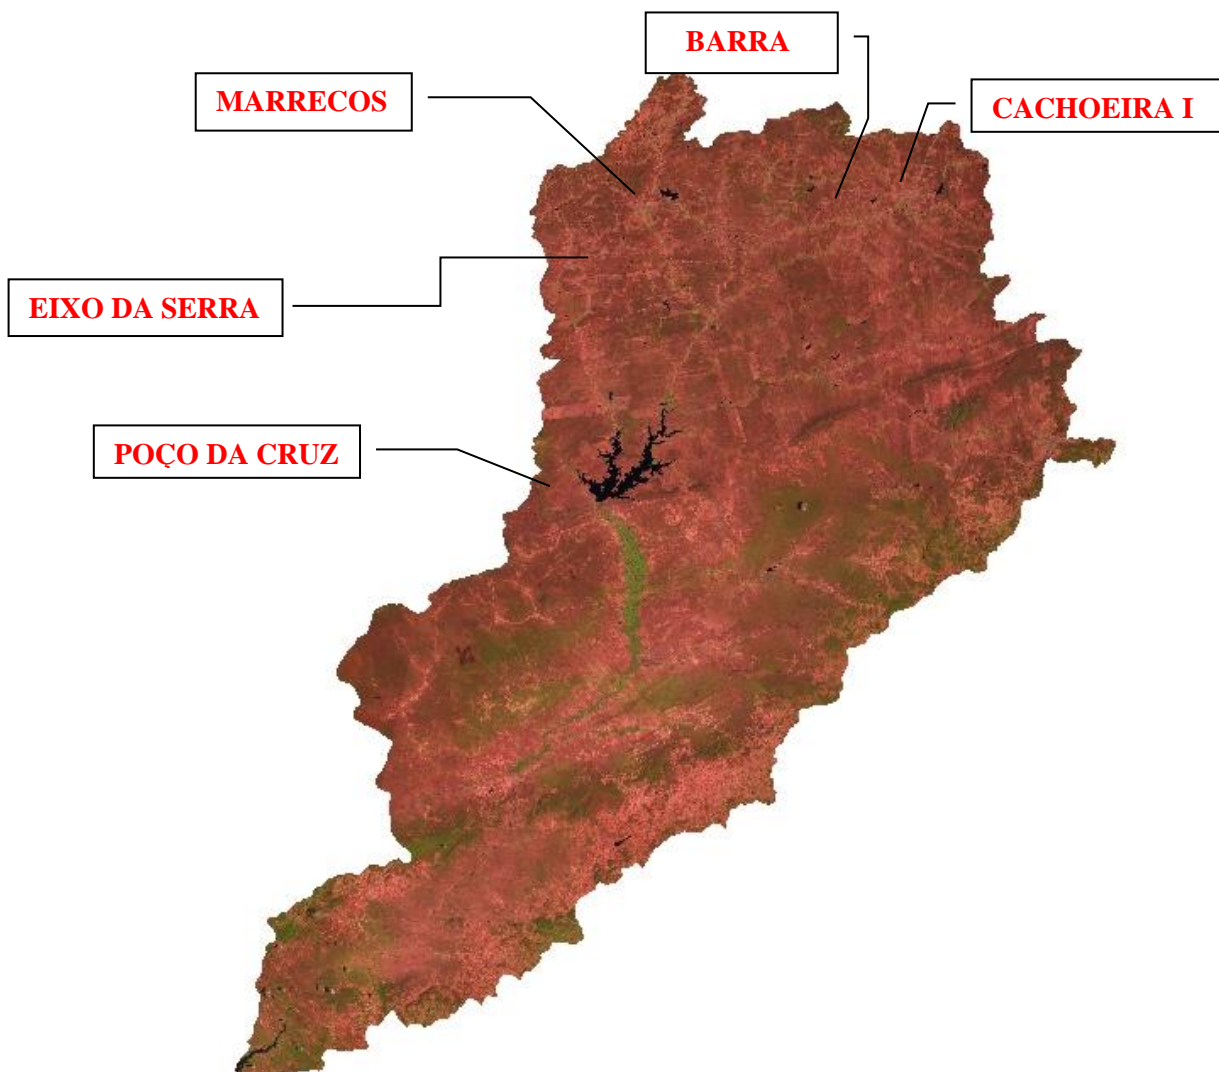 BARRA
MARRECOS
CACHOEIRA I
EIXO DA SERRA
POÇO DA CRUZ